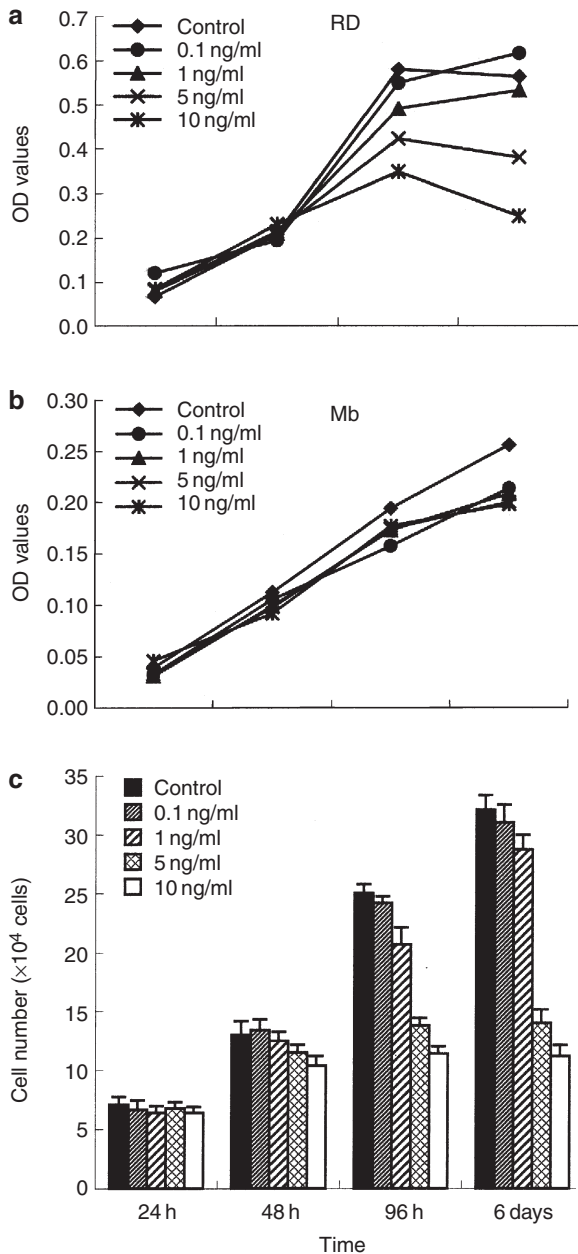 a
RD
Control
0.1 ng/ml
1 ng/ml
5 ng/ml
10 ng/ml
OD values
0.7
0.6
0.5
0.4
0.3
0.2
0.1
0.0
b
Mb
Control
0.1 ng/ml
1 ng/ml
5 ng/ml
10 ng/ml
OD values
0.30
0.25
0.20
0.15
0.10
0.05
0.00
c
Control
0.1 ng/ml
1 ng/ml
5 ng/ml
10 ng/ml
Cell number (×10⁴ cells)
35
30
25
20
15
10
5
0
24 h 48 h 96 h 6 days
Time